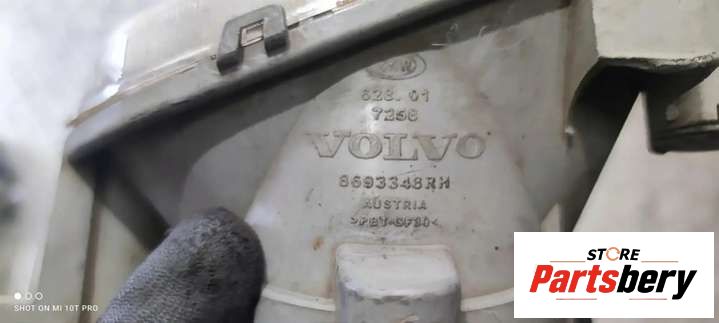 628.01
7258
VOLVO
8693348RH
AUSTRIA
>PBT-GF30<
STORE
Partsbery
SHOT ON MI 10T PRO